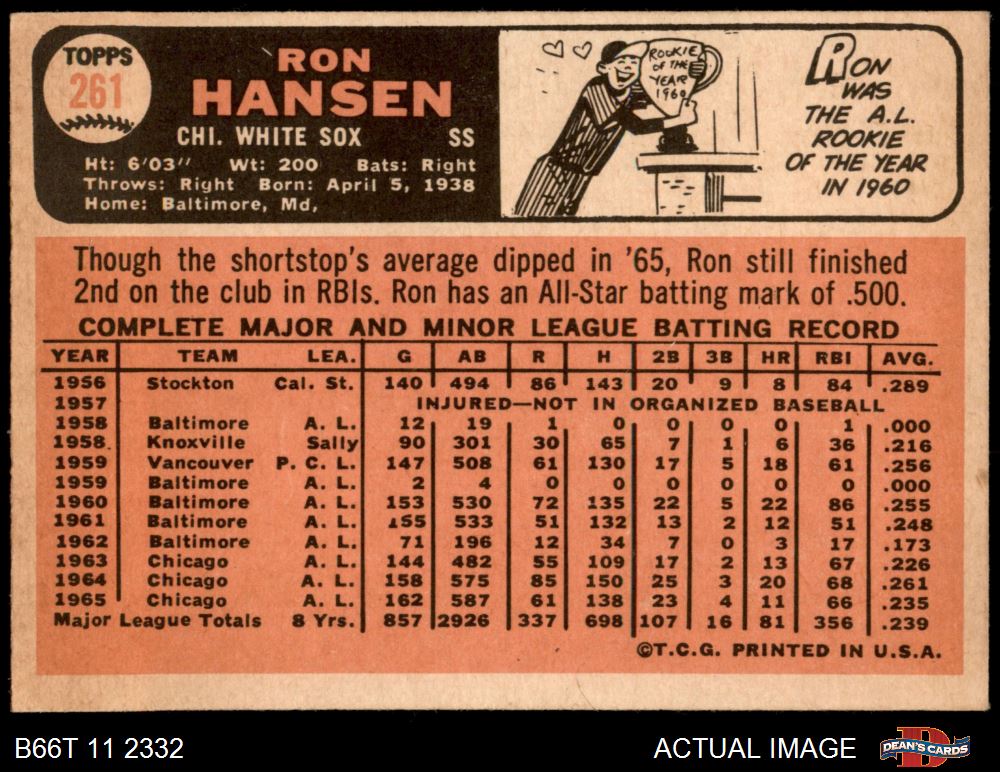 TOPPS
261
RON
HANSEN
CHI. WHITE SOX SS
Ht: 6'03" Wt: 200 Bats: Right
Throws: Right Born: April 5, 1938
Home: Baltimore, Md,
ROOKIE
OF THE
YEAR
1960
RON
WAS
THE A.L.
ROOKIE
OF THE YEAR
IN 1960
Though the shortstop's average dipped in '65, Ron still finished
2nd on the club in RBIs. Ron has an All-Star batting mark of .500.
COMPLETE MAJOR AND MINOR LEAGUE BATTING RECORD
YEAR TEAM LEA. G AB R H 2B 3B HR RBI AVG.
1956 Stockton Cal. St. 140 494 86 143 20 9 8 84 .289
1957 INJURED—NOT IN ORGANIZED BASEBALL
1958 Baltimore A. L. 12 19 1 0 0 0 0 1 .000
1958 Knoxville Sally 90 301 30 65 7 1 6 36 .216
1959 Vancouver P. C. L. 147 508 61 130 17 5 18 61 .256
1959 Baltimore A. L. 2 4 0 0 0 0 0 0 .000
1960 Baltimore A. L. 153 530 72 135 22 5 22 86 .255
1961 Baltimore A. L. 155 533 51 132 13 2 12 51 .248
1962 Baltimore A. L. 71 196 12 34 7 0 3 17 .173
1963 Chicago A. L. 144 482 55 109 17 2 13 67 .226
1964 Chicago A. L. 158 575 85 150 25 3 20 68 .261
1965 Chicago A. L. 162 587 61 138 23 4 11 66 .235
Major League Totals 8 Yrs. 857 2926 337 698 107 16 81 356 .239
©T.C.G. PRINTED IN U.S.A.
B66T 11 2332
ACTUAL IMAGE
D
DEAN'S CARDS